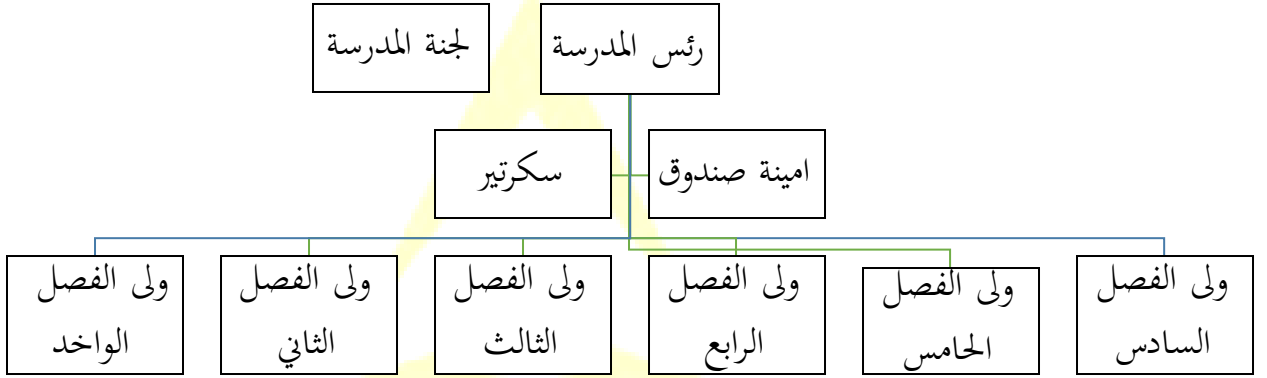 رئس المدرسة
لجنة المدرسة
امينة صندوق
سكرتير
ولى الفصل
السادس
ولى الفصل
الخامس
ولى الفصل
الرابع
ولى الفصل
الثالث
ولى الفصل
الثاني
ولى الفصل
الواخد